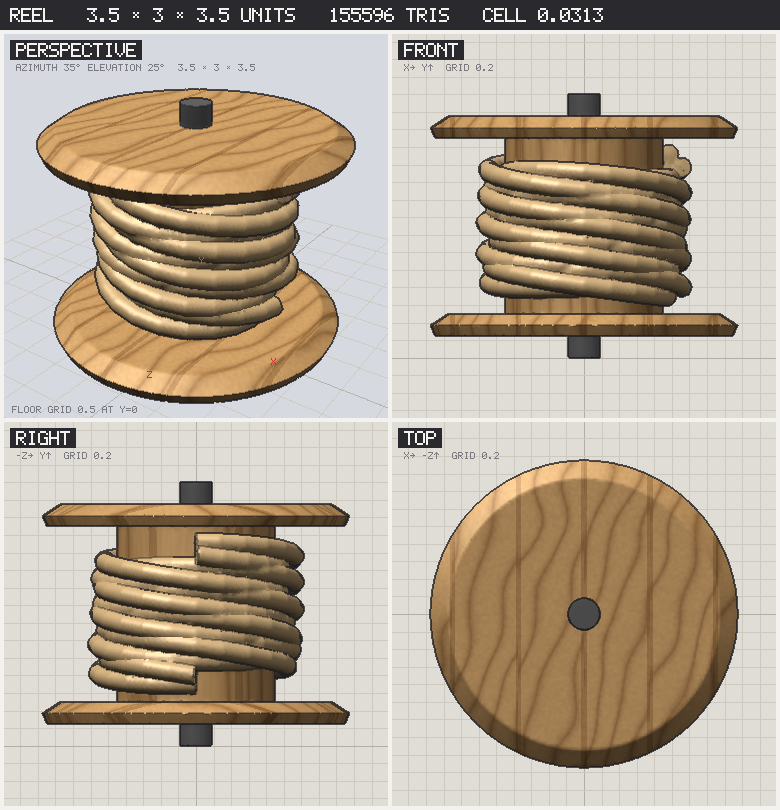 REEL 3.5 × 3 × 3.5 UNITS 155596 TRIS CELL 0.0313
PERSPECTIVE
AZIMUTH 35° ELEVATION 25° 3.5 × 3 × 3.5
Y
X
Z
FLOOR GRID 0.5 AT Y=0
FRONT
X→ Y↑ GRID 0.2
RIGHT
-Z→ Y↑ GRID 0.2
TOP
X→ -Z↑ GRID 0.2